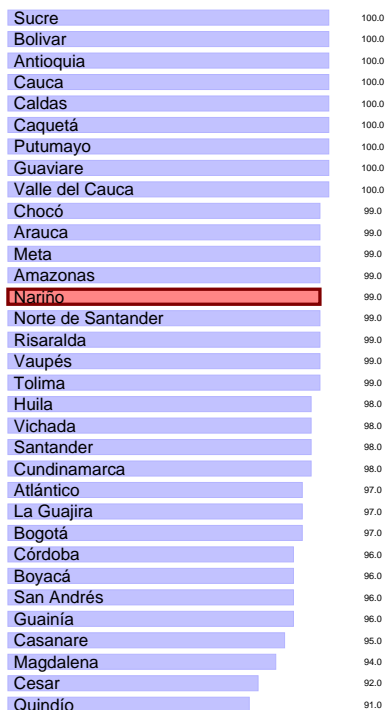 Sucre 100.0
Bolivar 100.0
Antioquia 100.0
Cauca 100.0
Caldas 100.0
Caquetá 100.0
Putumayo 100.0
Guaviare 100.0
Valle del Cauca 100.0
Chocó 99.0
Arauca 99.0
Meta 99.0
Amazonas 99.0
Nariño 99.0
Norte de Santander 99.0
Risaralda 99.0
Vaupés 99.0
Tolima 99.0
Huila 98.0
Vichada 98.0
Santander 98.0
Cundinamarca 98.0
Atlántico 97.0
La Guajira 97.0
Bogotá 97.0
Córdoba 96.0
Boyacá 96.0
San Andrés 96.0
Guainía 96.0
Casanare 95.0
Magdalena 94.0
Cesar 92.0
Quindío 91.0